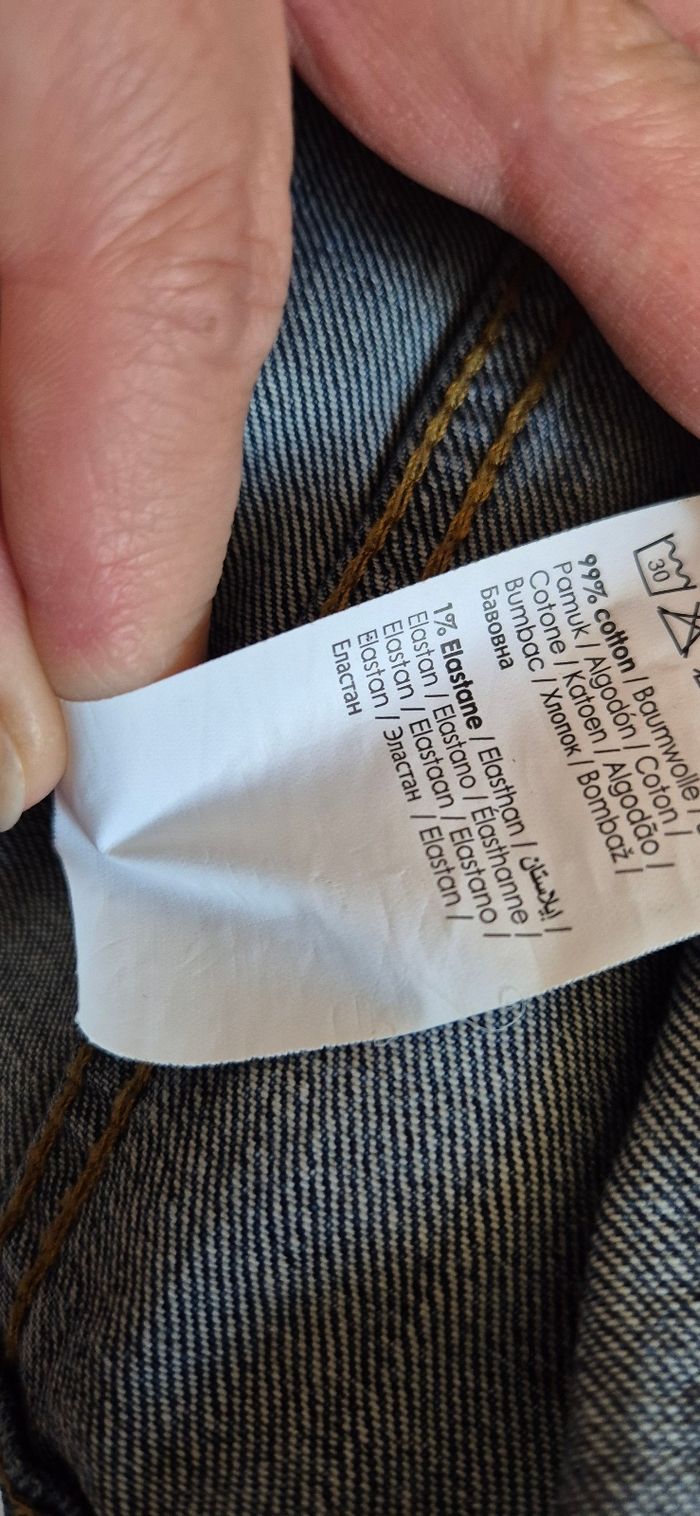 30
99% cotton / Baumwolle /
Pamuk / Algodón / Coton /
Cotone / Katoen / Algodão /
Bumbac / Хлопок / Bombaž /
Бавовна
1% Elastane / Elasthan / إيلاستان /
Elastan / Elastano / Élasthanne /
Elastan / Elastaan / Elastano /
Elastan / Эластан / Elastan /
Еластан